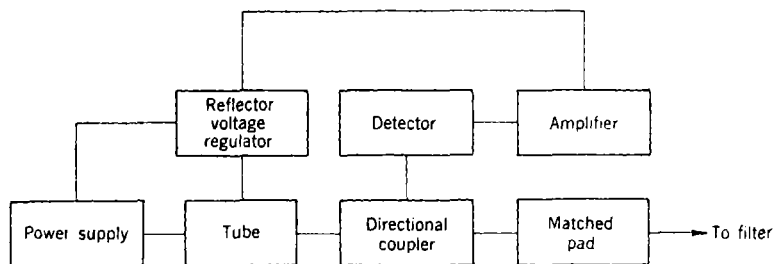 Reflector
voltage
regulator
Detector
Amplifier
Power supply
Tube
Directional
coupler
Matched
pad
To filter